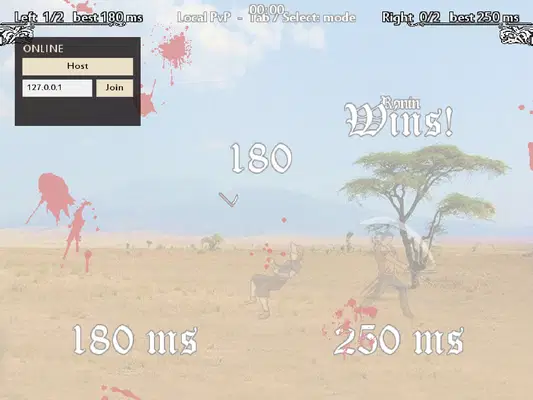 Left 1/2 best 180 ms
00:00
Local PvP - Tab / Select: mode
Right 0/2 best 250 ms
ONLINE
Host
127.0.0.1 Join
Ronin
Wins!
180
180 ms
250 ms